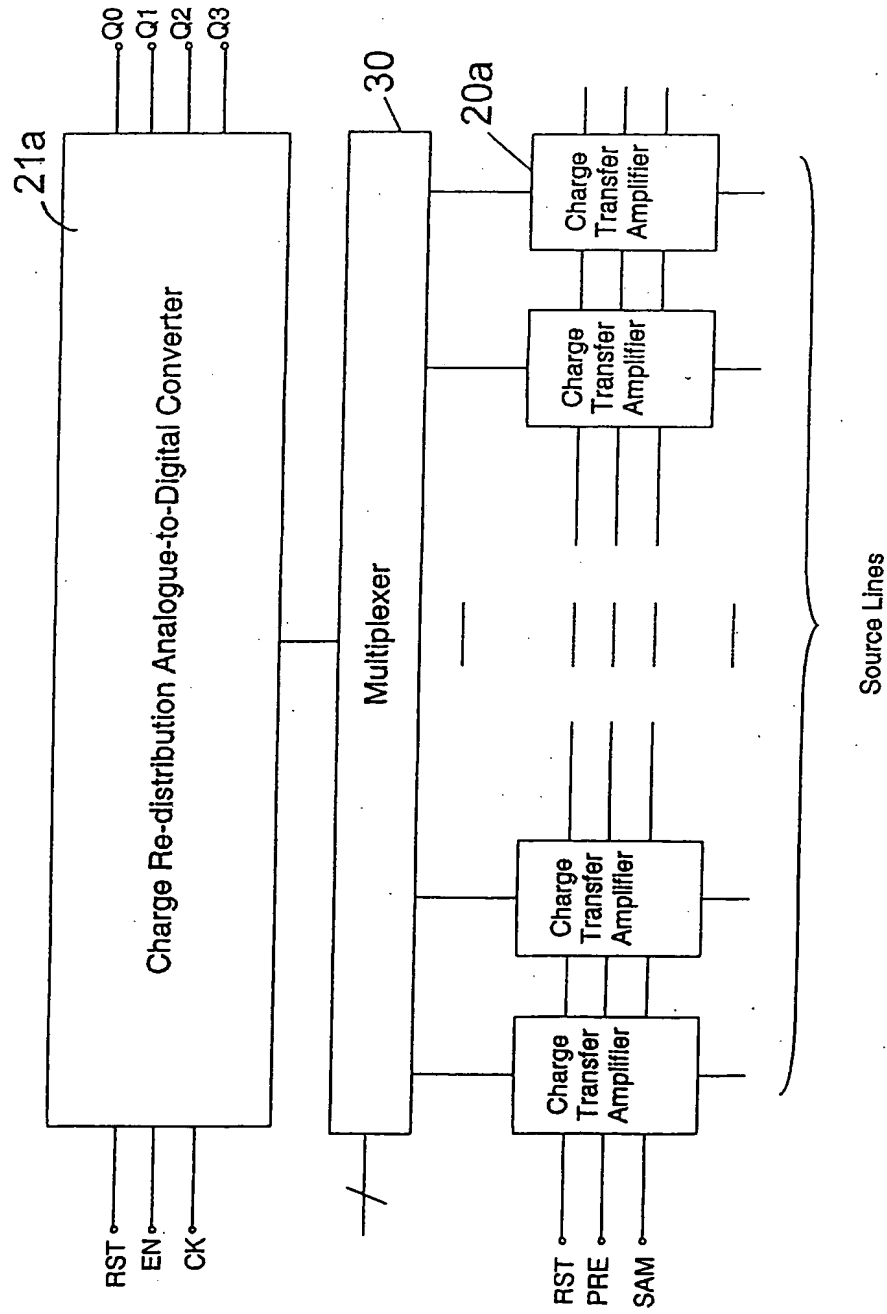 21a
Q0
Q1
Q2
Q3
Charge Re-distribution Analogue-to-Digital Converter
RST
EN
CK
30
Multiplexer
20a
Charge
Transfer
Amplifier
Charge
Transfer
Amplifier
Charge
Transfer
Amplifier
Charge
Transfer
Amplifier
RST
PRE
SAM
Source Lines